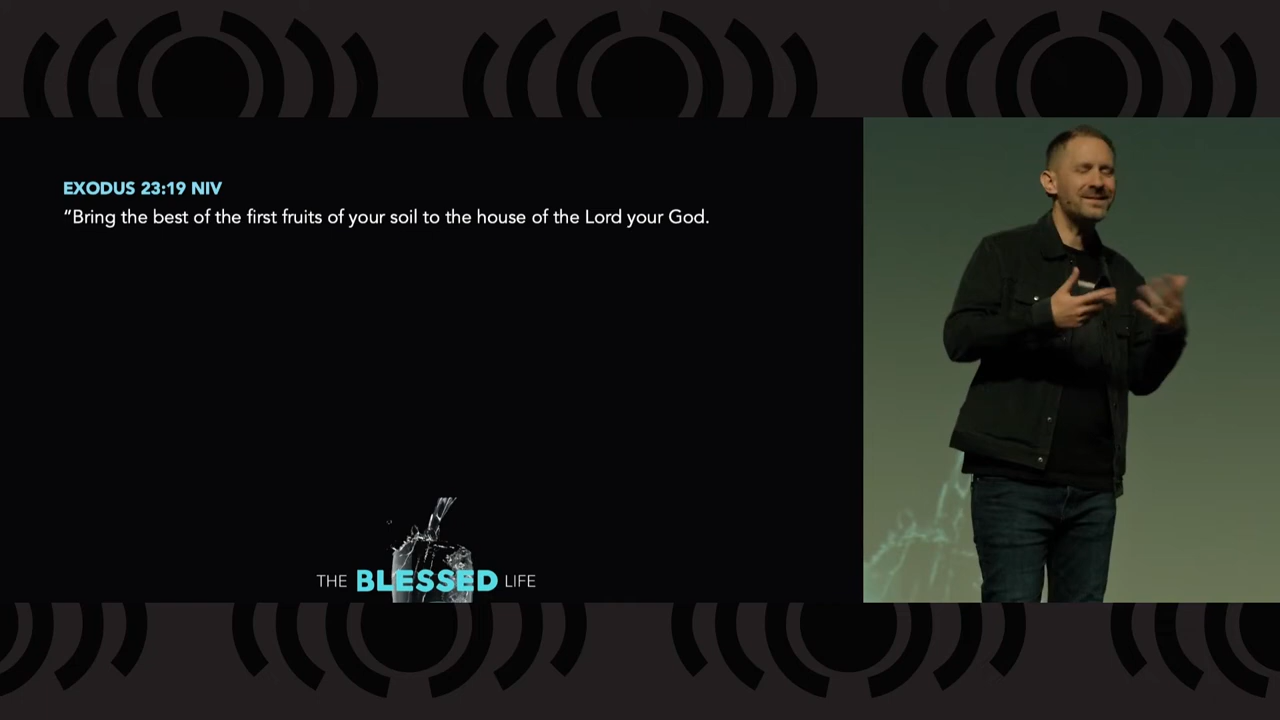 EXODUS 23:19 NIV
“Bring the best of the first fruits of your soil to the house of the Lord your God.
THE BLESSED LIFE